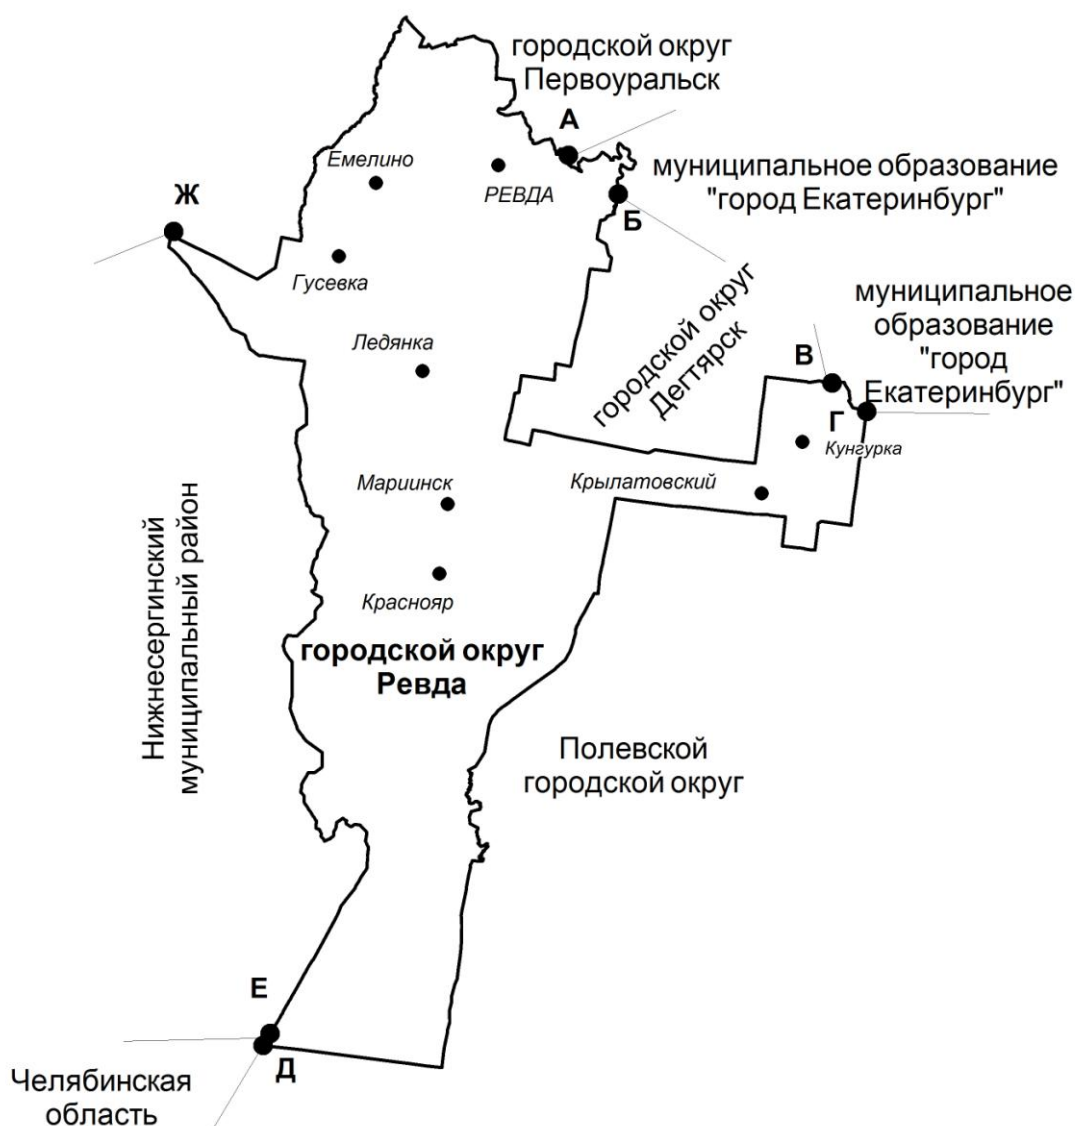 городской округ
Первоуральск
А
Емелино
РЕВДА
муниципальное образование
"город Екатеринбург"
Ж
Б
Гусевка
городской округ
Дегтярск
муниципальное
образование
"город
Екатеринбург"
Ледянка
В
Г
Кунгурка
Мариинск
Крылатовский
Нижнесергинский
муниципальный район
Краснояр
городской округ
Ревда
Полевской
городской округ
Е
Д
Челябинская
область